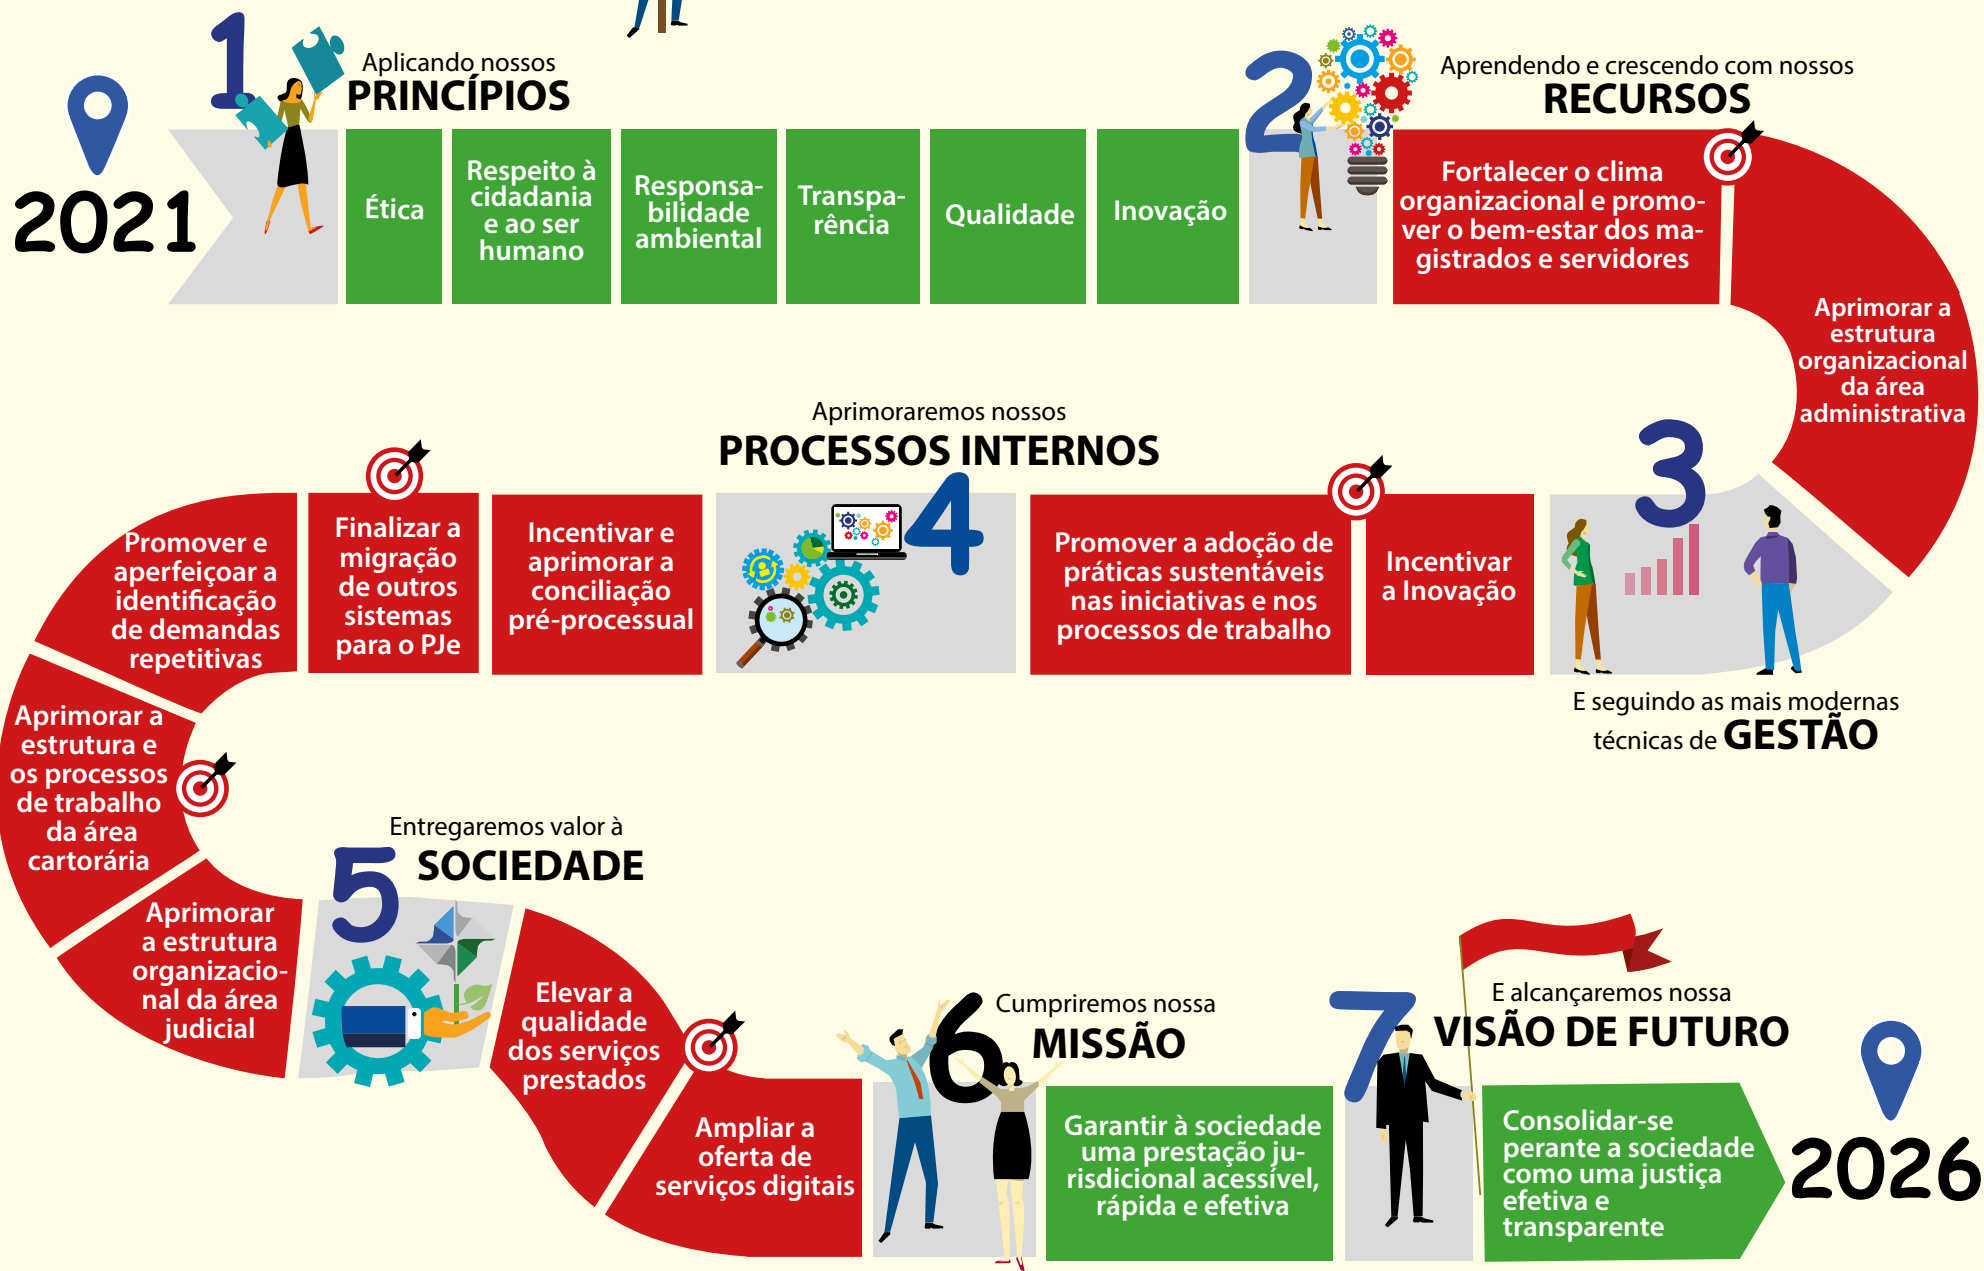 1
Aplicando nossos
PRINCÍPIOS
2021
Ética
Respeito à
cidadania
e ao ser
humano
Responsa-
bilidade
ambiental
Transpa-
rência
Qualidade
Inovação
2
Aprendendo e crescendo com nossos
RECURSOS
Fortalecer o clima
organizacional e promo-
ver o bem-estar dos ma-
gistrados e servidores
Aprimorar a
estrutura
organizacional
da área
administrativa
3
E seguindo as mais modernas
técnicas de GESTÃO
Incentivar
a Inovação
Promover a adoção de
práticas sustentáveis
nas iniciativas e nos
processos de trabalho
Aprimoraremos nossos
PROCESSOS INTERNOS
4
Incentivar e
aprimorar a
conciliação
pré-processual
Finalizar a
migração
de outros
sistemas
para o PJe
Promover e
aperfeiçoar a
identificação
de demandas
repetitivas
Aprimorar a
estrutura e
os processos
de trabalho
da área
cartorária
Aprimorar
a estrutura
organizacio-
nal da área
judicial
Entregaremos valor à
SOCIEDADE
5
Elevar a
qualidade
dos serviços
prestados
Ampliar a
oferta de
serviços digitais
6
Cumpriremos nossa
MISSÃO
Garantir à sociedade
uma prestação ju-
risdicional acessível,
rápida e efetiva
7
E alcançaremos nossa
VISÃO DE FUTURO
Consolidar-se
perante a sociedade
como uma justiça
efetiva e
transparente
2026